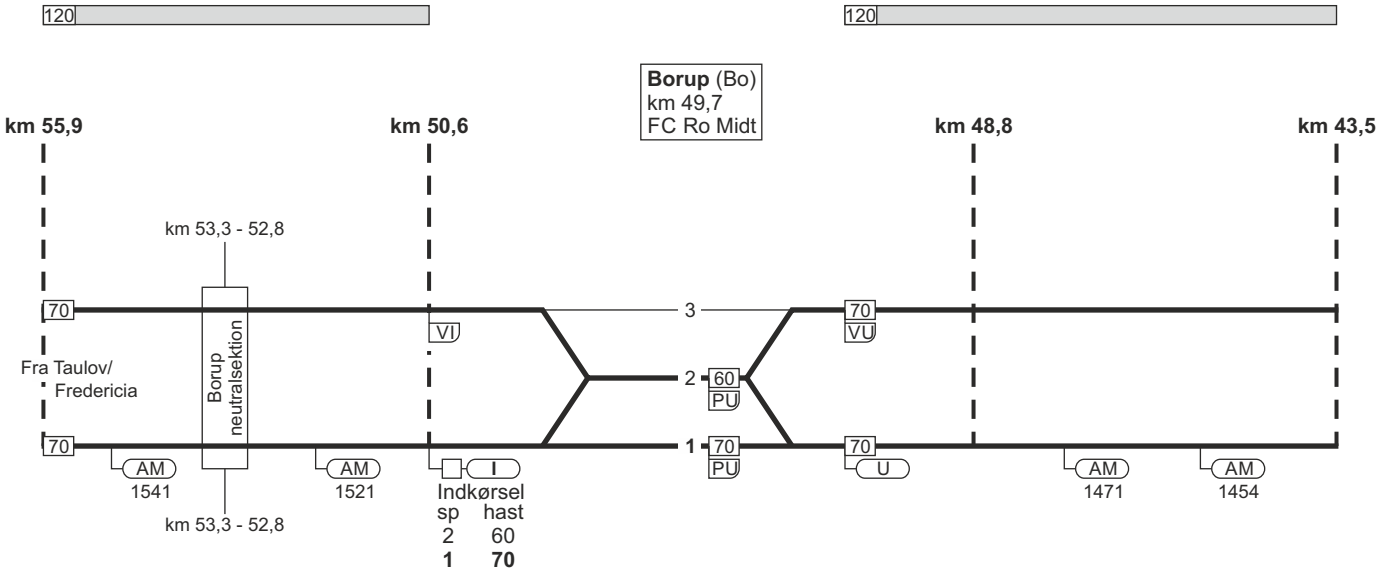 120
120
Borup (Bo)
km 49,7
FC Ro Midt
km 55,9
km 50,6
km 48,8
km 43,5
km 53,3 - 52,8
70
3
70
VI
VU
Borup
neutralsektion
Fra Taulov/
Fredericia
2
60
PU
70
1
70
70
AM
AM
I
PU
U
AM
AM
1541
1521
1471
1454
Indkørsel
sp hast
2 60
1 70
km 53,3 - 52,8